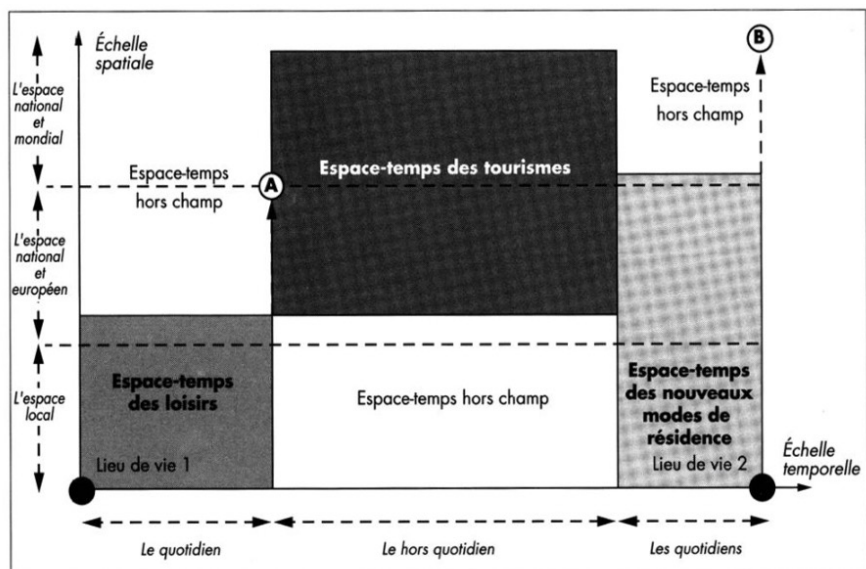 Échelle
spatiale
L'espace
national
et
mondial
L'espace
national
et
européen
L'espace
local
Espace-temps
hors champ
A
Espace-temps des tourismes
B
Espace-temps
hors champ
Espace-temps
des loisirs
Lieu de vie 1
Espace-temps hors champ
Espace-temps
des nouveaux
modes de
résidence
Lieu de vie 2
Échelle
temporelle
Le quotidien
Le hors quotidien
Les quotidiens